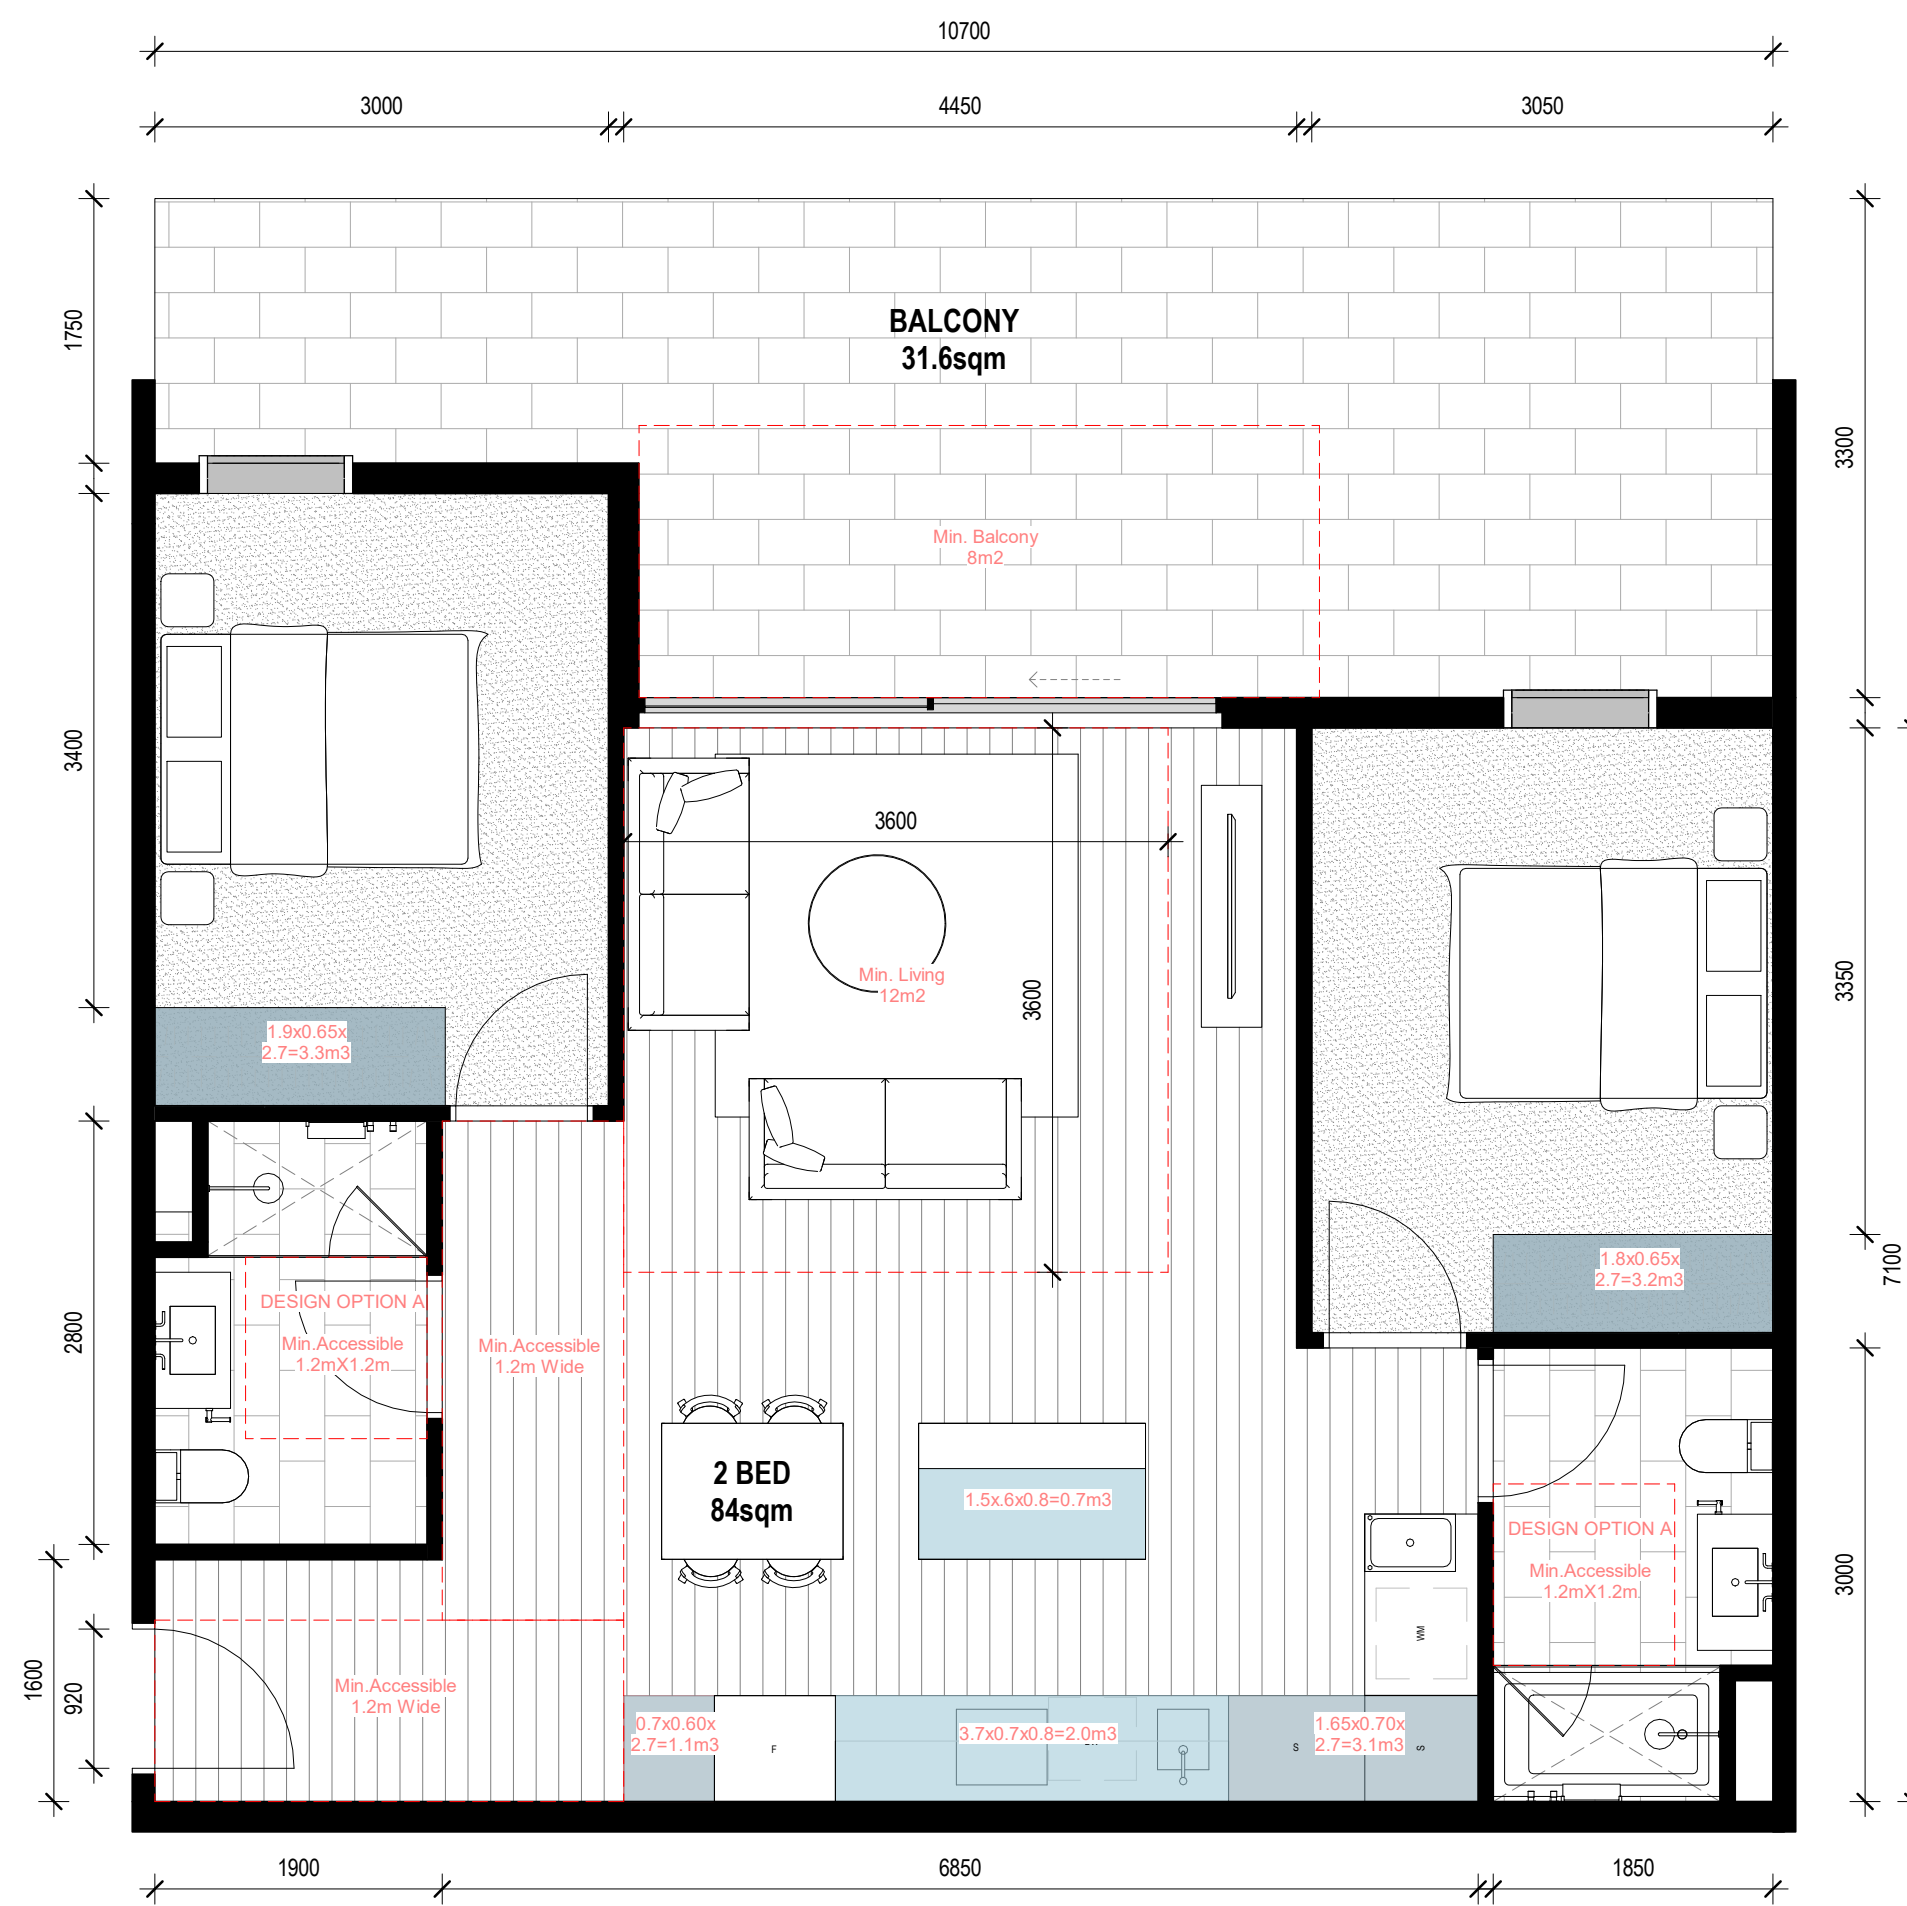 10700
3000
4450
3050
BALCONY
31.6sqm
1750
3300
Min. Balcony
8m2
3400
3600
3600
Min. Living
12m2
3350
1.9x0.65x
2.7=3.3m3
1.8x0.65x
2.7=3.2m3
7100
DESIGN OPTION A
Min.Accessible
1.2mX1.2m
Min.Accessible
1.2m Wide
2800
2 BED
84sqm
1.5x.6x0.8=0.7m3
DESIGN OPTION A
Min.Accessible
1.2mX1.2m
3000
WM
1600
920
Min.Accessible
1.2m Wide
0.7x0.60x
2.7=1.1m3
F
3.7x0.7x0.8=2.0m3
S
1.65x0.70x
2.7=3.1m3
S
1900
6850
1850